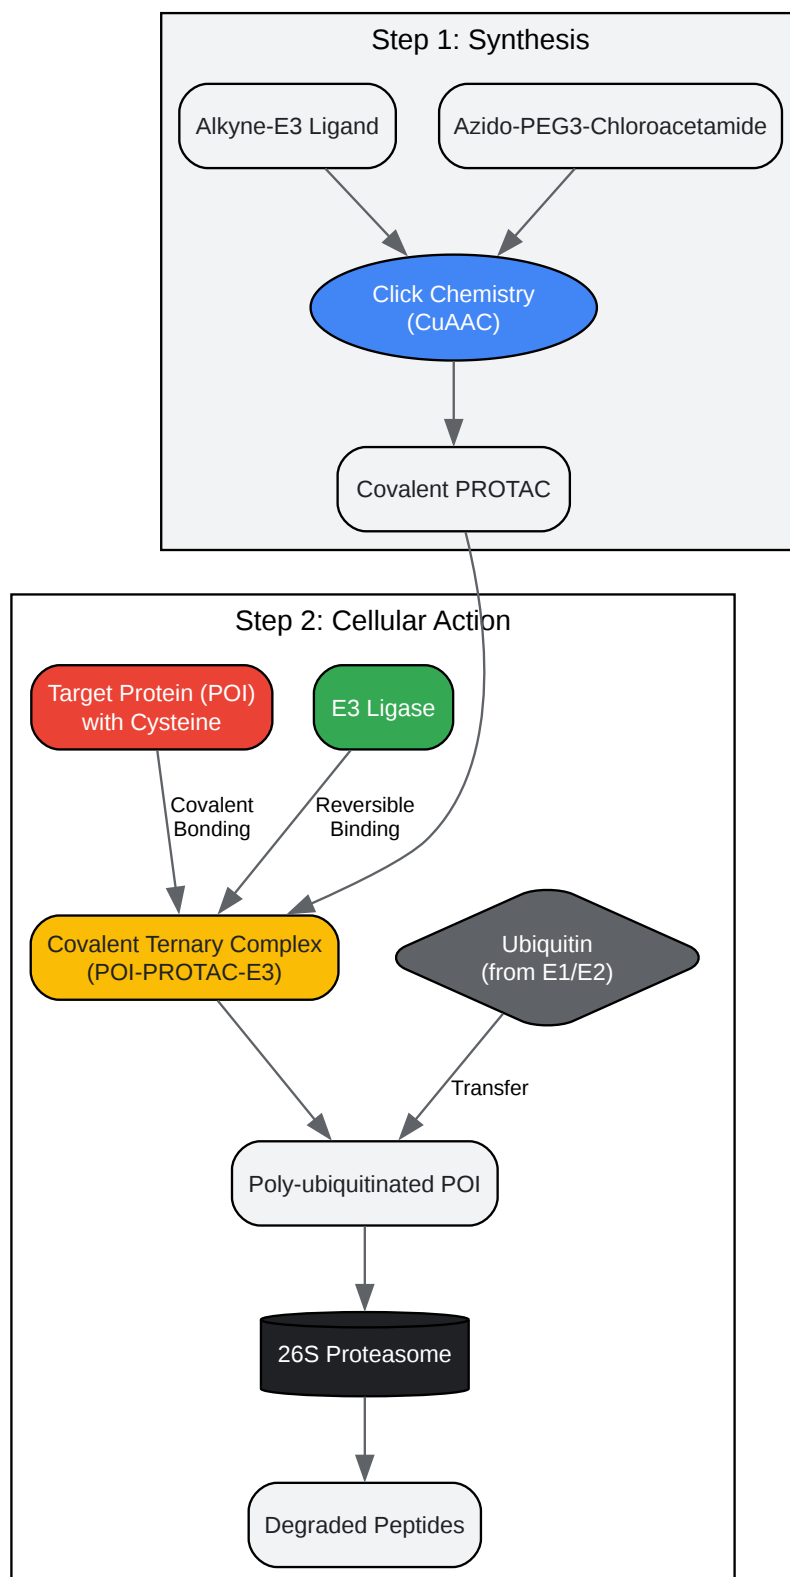 Step 1: Synthesis
Alkyne-E3 Ligand
Azido-PEG3-Chloroacetamide
Click Chemistry
(CuAAC)
Covalent PROTAC
Step 2: Cellular Action
Target Protein (POI)
with Cysteine
E3 Ligase
Covalent
Bonding
Reversible
Binding
Covalent Ternary Complex
(POI-PROTAC-E3)
Ubiquitin
(from E1/E2)
Transfer
Poly-ubiquitinated POI
26S Proteasome
Degraded Peptides